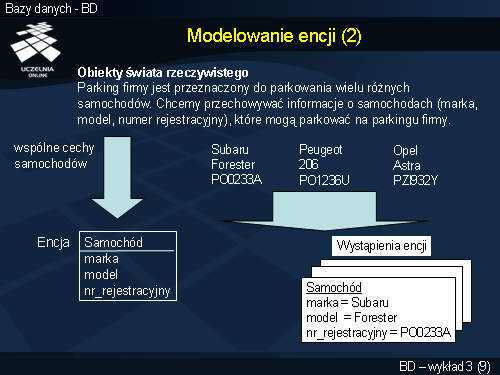 Bazy danych - BD
Modelowanie encji (2)
UCZELNIA
ONLINE
Obiekty świata rzeczywistego
Parking firmy jest przeznaczony do parkowania wielu różnych
samochodów. Chcemy przechowywać informacje o samochodach (marka,
model, numer rejestracyjny), które mogą parkować na parkingu firmy.
wspólne cechy
samochodów
Subaru
Forester
PO0233A
Peugeot
206
PO1236U
Opel
Astra
PZI932Y
Encja
Samochód
marka
model
nr_rejestracyjny
Wystąpienia encji
Samochód
marka = Subaru
model = Forester
nr_rejestracyjny = PO0233A
BD – wykład 3 (9)